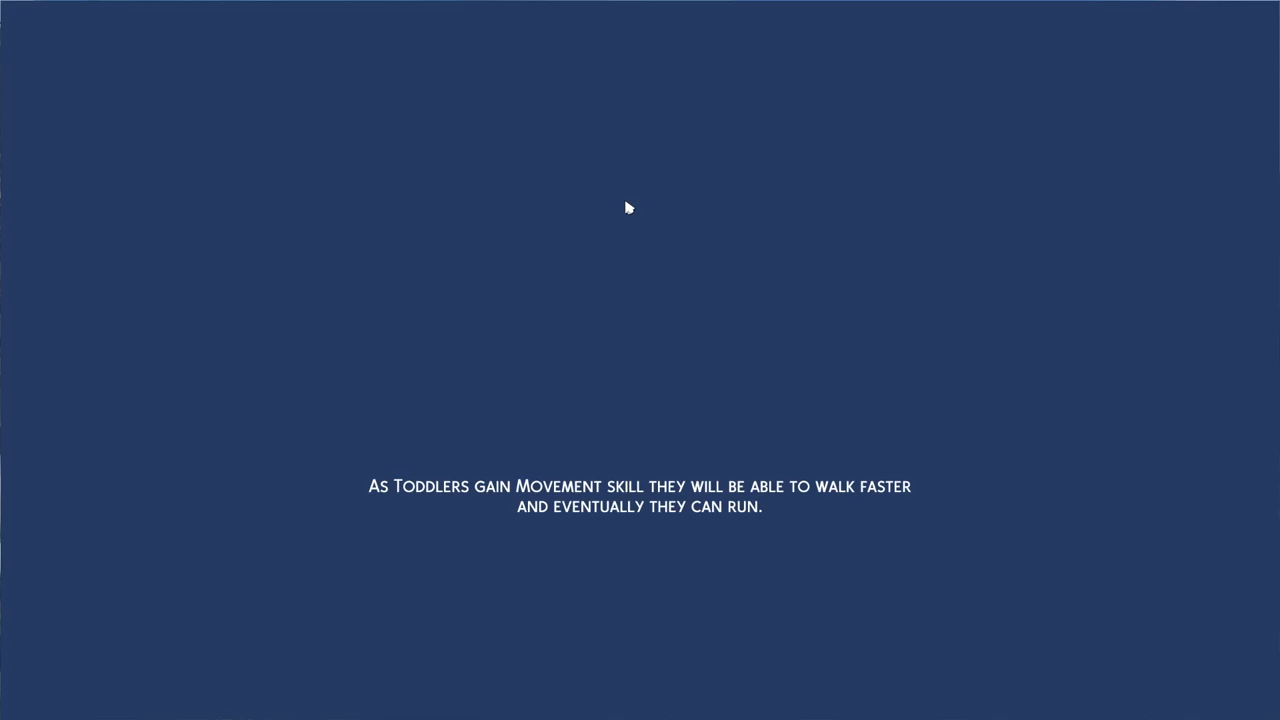 As Toddlers gain Movement skill they will be able to walk faster
and eventually they can run.